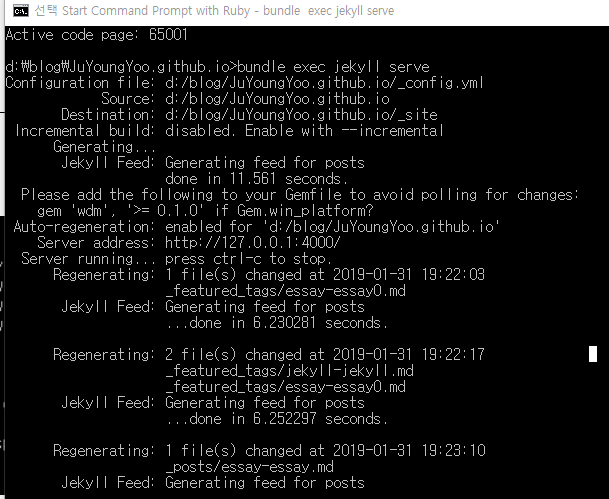 선택 Start Command Prompt with Ruby - bundle  exec jekyll serve
Active code page: 65001
d:₩blog₩JuYoungYoo.github.io>bundle exec jekyll serve
Configuration file: d:/blog/JuYoungYoo.github.io/_config.yml
Source: d:/blog/JuYoungYoo.github.io
Destination: d:/blog/JuYoungYoo.github.io/_site
Incremental build: disabled. Enable with --incremental
Generating...
Jekyll Feed: Generating feed for posts
done in 11.561 seconds.
Please add the following to your Gemfile to avoid polling for changes:
gem 'wdm', '>= 0.1.0' if Gem.win_platform?
Auto-regeneration: enabled for 'd:/blog/JuYoungYoo.github.io'
Server address: http://127.0.0.1:4000/
Server running... press ctrl-c to stop.
Regenerating: 1 file(s) changed at 2019-01-31 19:22:03
_featured_tags/essay-essay0.md
Jekyll Feed: Generating feed for posts
...done in 6.230281 seconds.
Regenerating: 2 file(s) changed at 2019-01-31 19:22:17
_featured_tags/jekyll-jekyll.md
_featured_tags/essay-essay0.md
Jekyll Feed: Generating feed for posts
...done in 6.252297 seconds.
Regenerating: 1 file(s) changed at 2019-01-31 19:23:10
_posts/essay-essay.md
Jekyll Feed: Generating feed for posts